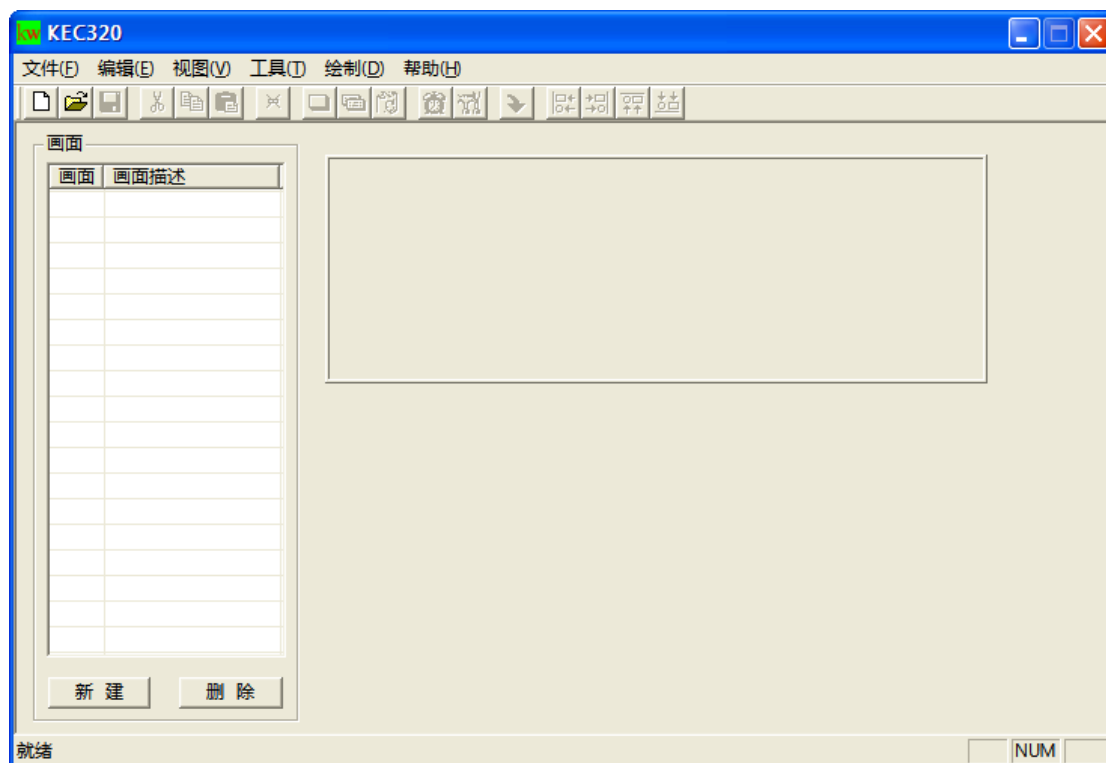 kw KEC320
文件(F) 编辑(E) 视图(V) 工具(T) 绘制(D) 帮助(H)
画面
画面 画面描述
新 建 删 除
就绪 NUM